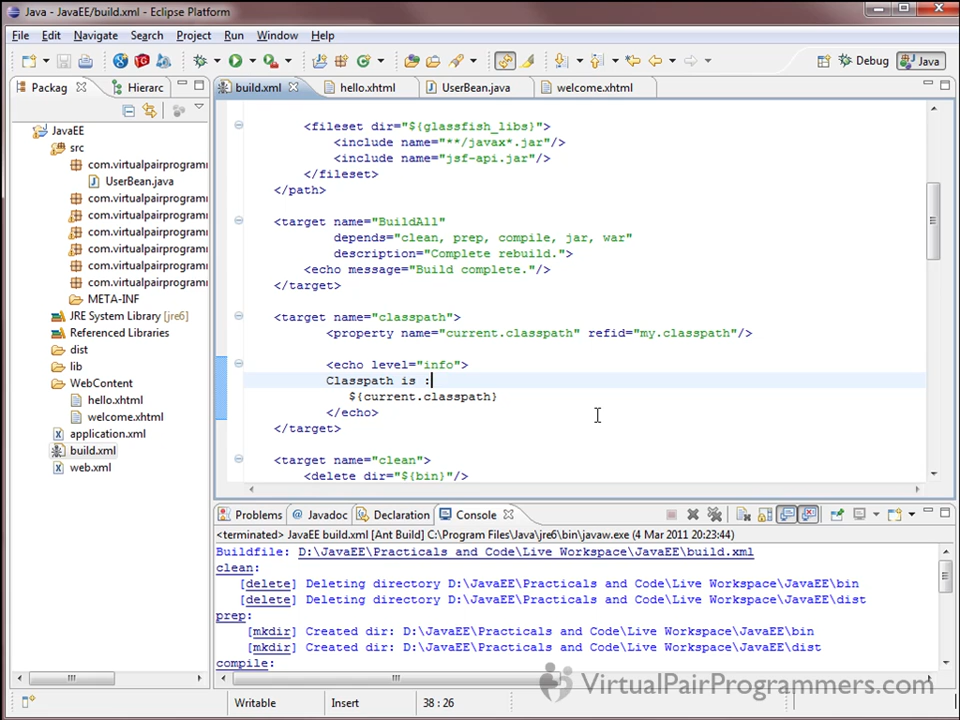 Java - JavaEE/build.xml - Eclipse Platform
File Edit Navigate Search Project Run Window Help
Debug Java
Packag Hierarc
build.xml hello.xhtml UserBean.java welcome.xhtml
JavaEE
src
com.virtualpairprogramm
UserBean.java
com.virtualpairprogramm
com.virtualpairprogramm
com.virtualpairprogramm
com.virtualpairprogramm
com.virtualpairprogramm
com.virtualpairprogramm
META-INF
JRE System Library [jre6]
Referenced Libraries
dist
lib
WebContent
hello.xhtml
welcome.xhtml
application.xml
build.xml
web.xml
<fileset dir="${glassfish_libs}">
<include name="**/javax*.jar"/>
<include name="jsf-api.jar"/>
</fileset>
</path>
<target name="BuildAll"
depends="clean, prep, compile, jar, war"
description="Complete rebuild.">
<echo message="Build complete."/>
</target>
<target name="classpath">
<property name="current.classpath" refid="my.classpath"/>
<echo level="info">
Classpath is :
${current.classpath}
</echo>
</target>
<target name="clean">
<delete dir="${bin}"/>
Problems Javadoc Declaration Console
<terminated> JavaEE build.xml [Ant Build] C:\Program Files\Java\jre6\bin\javaw.exe (4 Mar 2011 20:23:44)
Buildfile: D:\JavaEE\Practicals and Code\Live Workspace\JavaEE\build.xml
clean:
[delete] Deleting directory D:\JavaEE\Practicals and Code\Live Workspace\JavaEE\bin
[delete] Deleting directory D:\JavaEE\Practicals and Code\Live Workspace\JavaEE\dist
prep:
[mkdir] Created dir: D:\JavaEE\Practicals and Code\Live Workspace\JavaEE\bin
[mkdir] Created dir: D:\JavaEE\Practicals and Code\Live Workspace\JavaEE\dist
compile:
VirtualPairProgrammers.com
Writable Insert 38 : 26